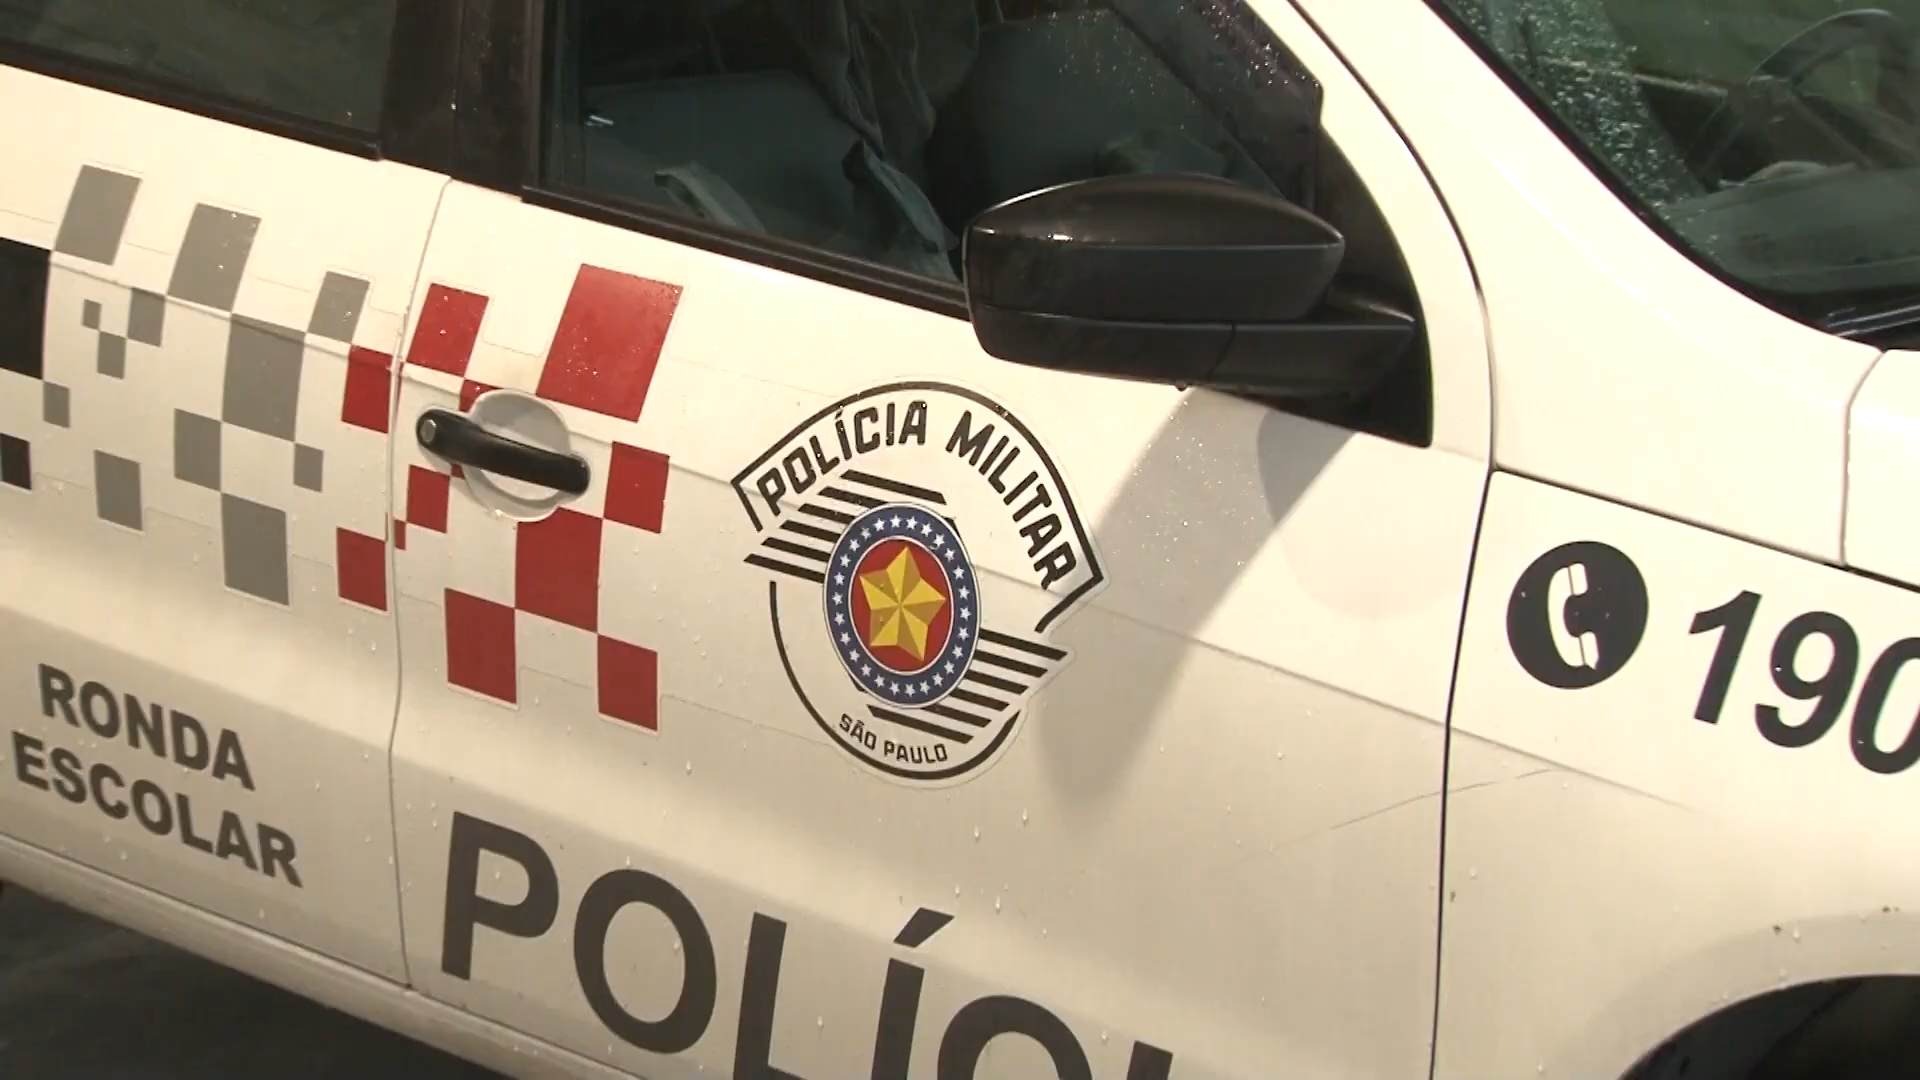 POLÍCIA MILITAR
SÃO PAULO
190
RONDA
ESCOLAR
POLÍCI